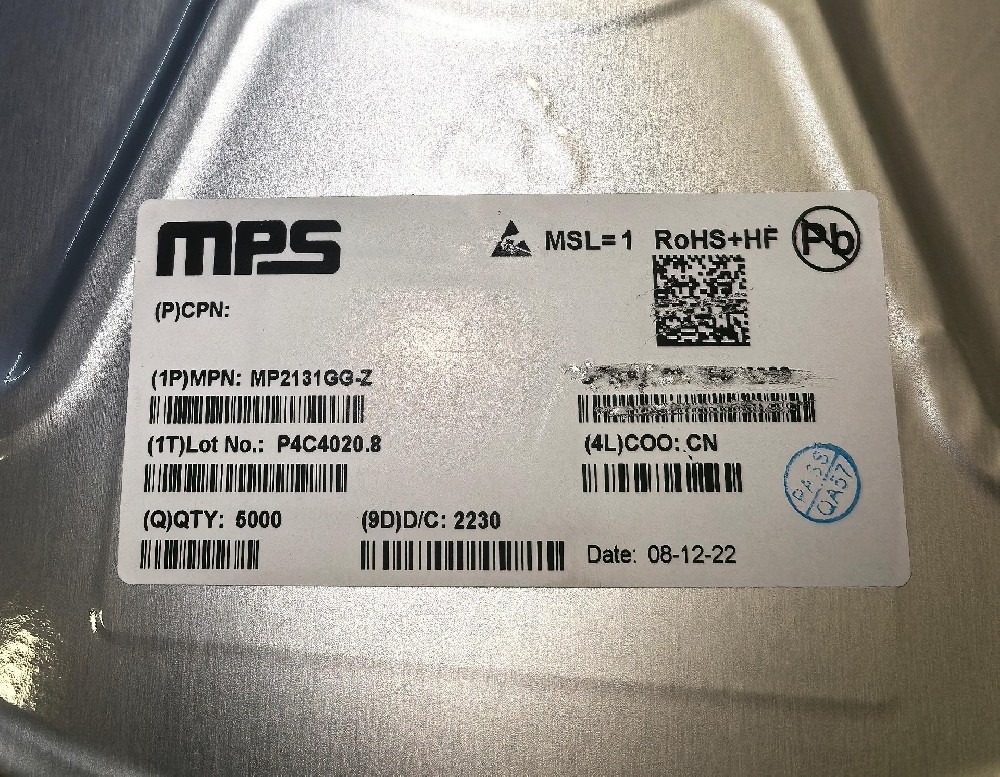 MPS
MSL=1 RoHS+HF
Pb
(P)CPN:
(1P)MPN: MP2131GG-Z
(1T)Lot No.: P4C4020.8
(4L)COO: CN
PASS
QA57
(Q)QTY: 5000
(9D)D/C: 2230
Date: 08-12-22